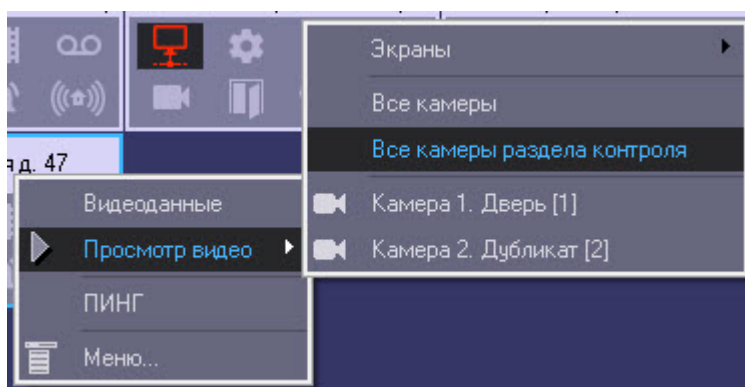 Экраны
Все камеры
Все камеры раздела контроля
Камера 1. Дверь [1]
Камера 2. Дубликат [2]
я д. 47
Видеоданные
Просмотр видео
ПИНГ
Меню...